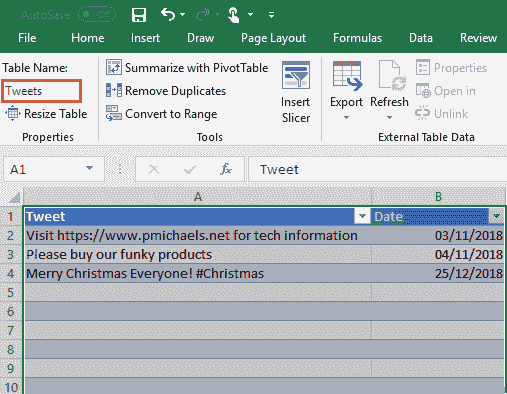 AutoSave Off
File Home Insert Draw Page Layout Formulas Data Review
Table Name: Summarize with PivotTable Properties
Tweets Remove Duplicates Insert Export Refresh Open in
Resize Table Convert to Range Slicer Unlink
Properties Tools External Table Data
A1 fx Tweet
A B
1 Tweet Date
2 Visit https://www.pmichaels.net for tech information 03/11/2018
3 Please buy our funky products 04/11/2018
4 Merry Christmas Everyone! #Christmas 25/12/2018
5
6
7
8
9
10